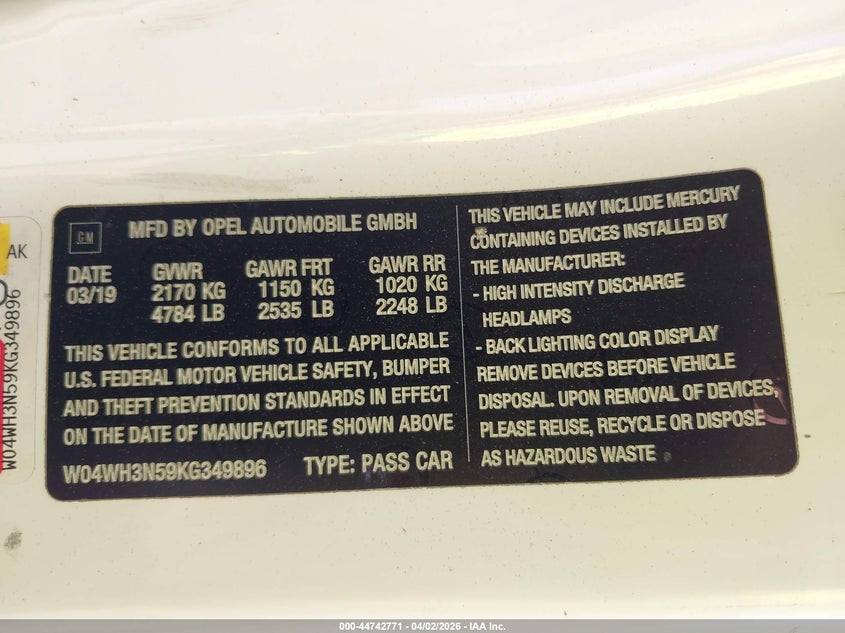 GM
MFD BY OPEL AUTOMOBILE GMBH
DATE GVWR GAWR FRT GAWR RR
03/19 2170 KG 1150 KG 1020 KG
4784 LB 2535 LB 2248 LB
THIS VEHICLE CONFORMS TO ALL APPLICABLE
U.S. FEDERAL MOTOR VEHICLE SAFETY, BUMPER
AND THEFT PREVENTION STANDARDS IN EFFECT
ON THE DATE OF MANUFACTURE SHOWN ABOVE
W04WH3N59KG349896 TYPE: PASS CAR
THIS VEHICLE MAY INCLUDE MERCURY
CONTAINING DEVICES INSTALLED BY
THE MANUFACTURER:
- HIGH INTENSITY DISCHARGE
HEADLAMPS
- BACK LIGHTING COLOR DISPLAY
REMOVE DEVICES BEFORE VEHICLE
DISPOSAL. UPON REMOVAL OF DEVICES,
PLEASE REUSE, RECYCLE OR DISPOSE
AS HAZARDOUS WASTE
AK
W04WH3N59KG349896
000-44742771 - 04/02/2026 - IAA Inc.